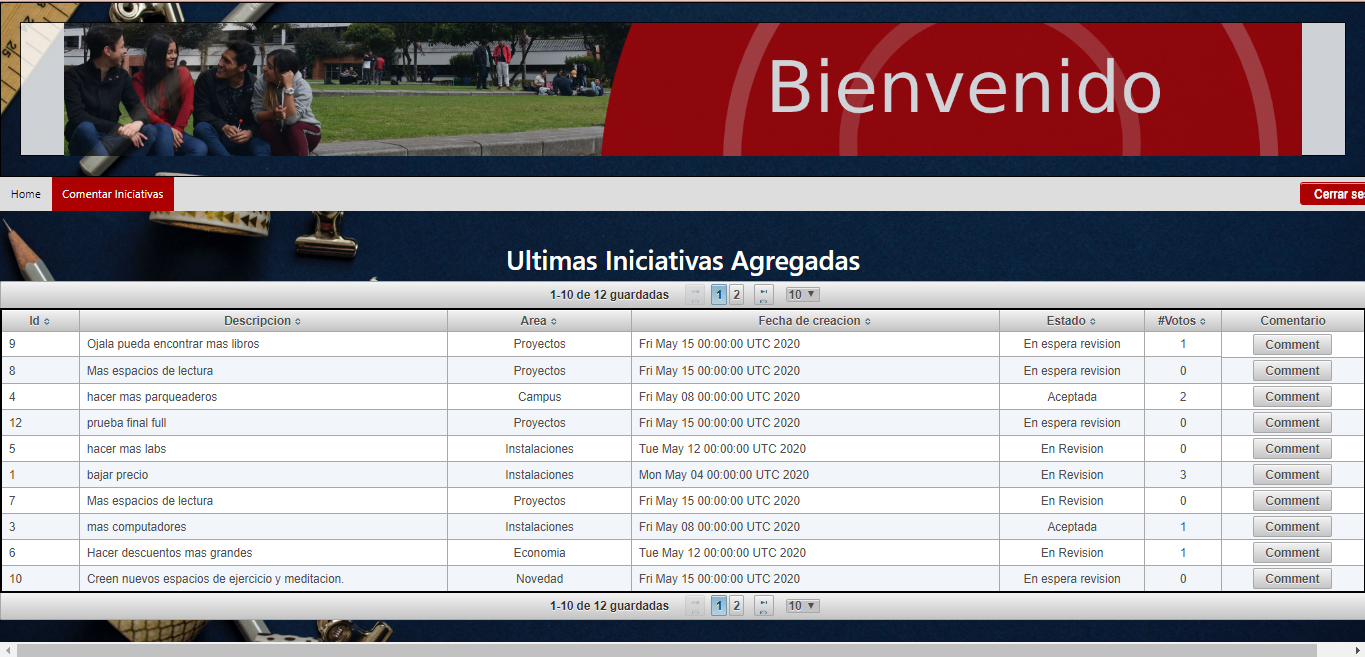 25
Bienvenido
Home Comentar Iniciativas Cerrar se
Ultimas Iniciativas Agregadas
1-10 de 12 guardadas 1 2 10
Id Descripcion Area Fecha de creacion Estado #Votos Comentario
9 Ojala pueda encontrar mas libros Proyectos Fri May 15 00:00:00 UTC 2020 En espera revision 1 Comment
8 Mas espacios de lectura Proyectos Fri May 15 00:00:00 UTC 2020 En espera revision 0 Comment
4 hacer mas parqueaderos Campus Fri May 08 00:00:00 UTC 2020 Aceptada 2 Comment
12 prueba final full Proyectos Fri May 15 00:00:00 UTC 2020 En espera revision 0 Comment
5 hacer mas labs Instalaciones Tue May 12 00:00:00 UTC 2020 En Revision 0 Comment
1 bajar precio Instalaciones Mon May 04 00:00:00 UTC 2020 En Revision 3 Comment
7 Mas espacios de lectura Proyectos Fri May 15 00:00:00 UTC 2020 En Revision 0 Comment
3 mas computadores Instalaciones Fri May 08 00:00:00 UTC 2020 Aceptada 1 Comment
6 Hacer descuentos mas grandes Economia Tue May 12 00:00:00 UTC 2020 En Revision 1 Comment
10 Creen nuevos espacios de ejercicio y meditacion. Novedad Fri May 15 00:00:00 UTC 2020 En espera revision 0 Comment
1-10 de 12 guardadas 1 2 10